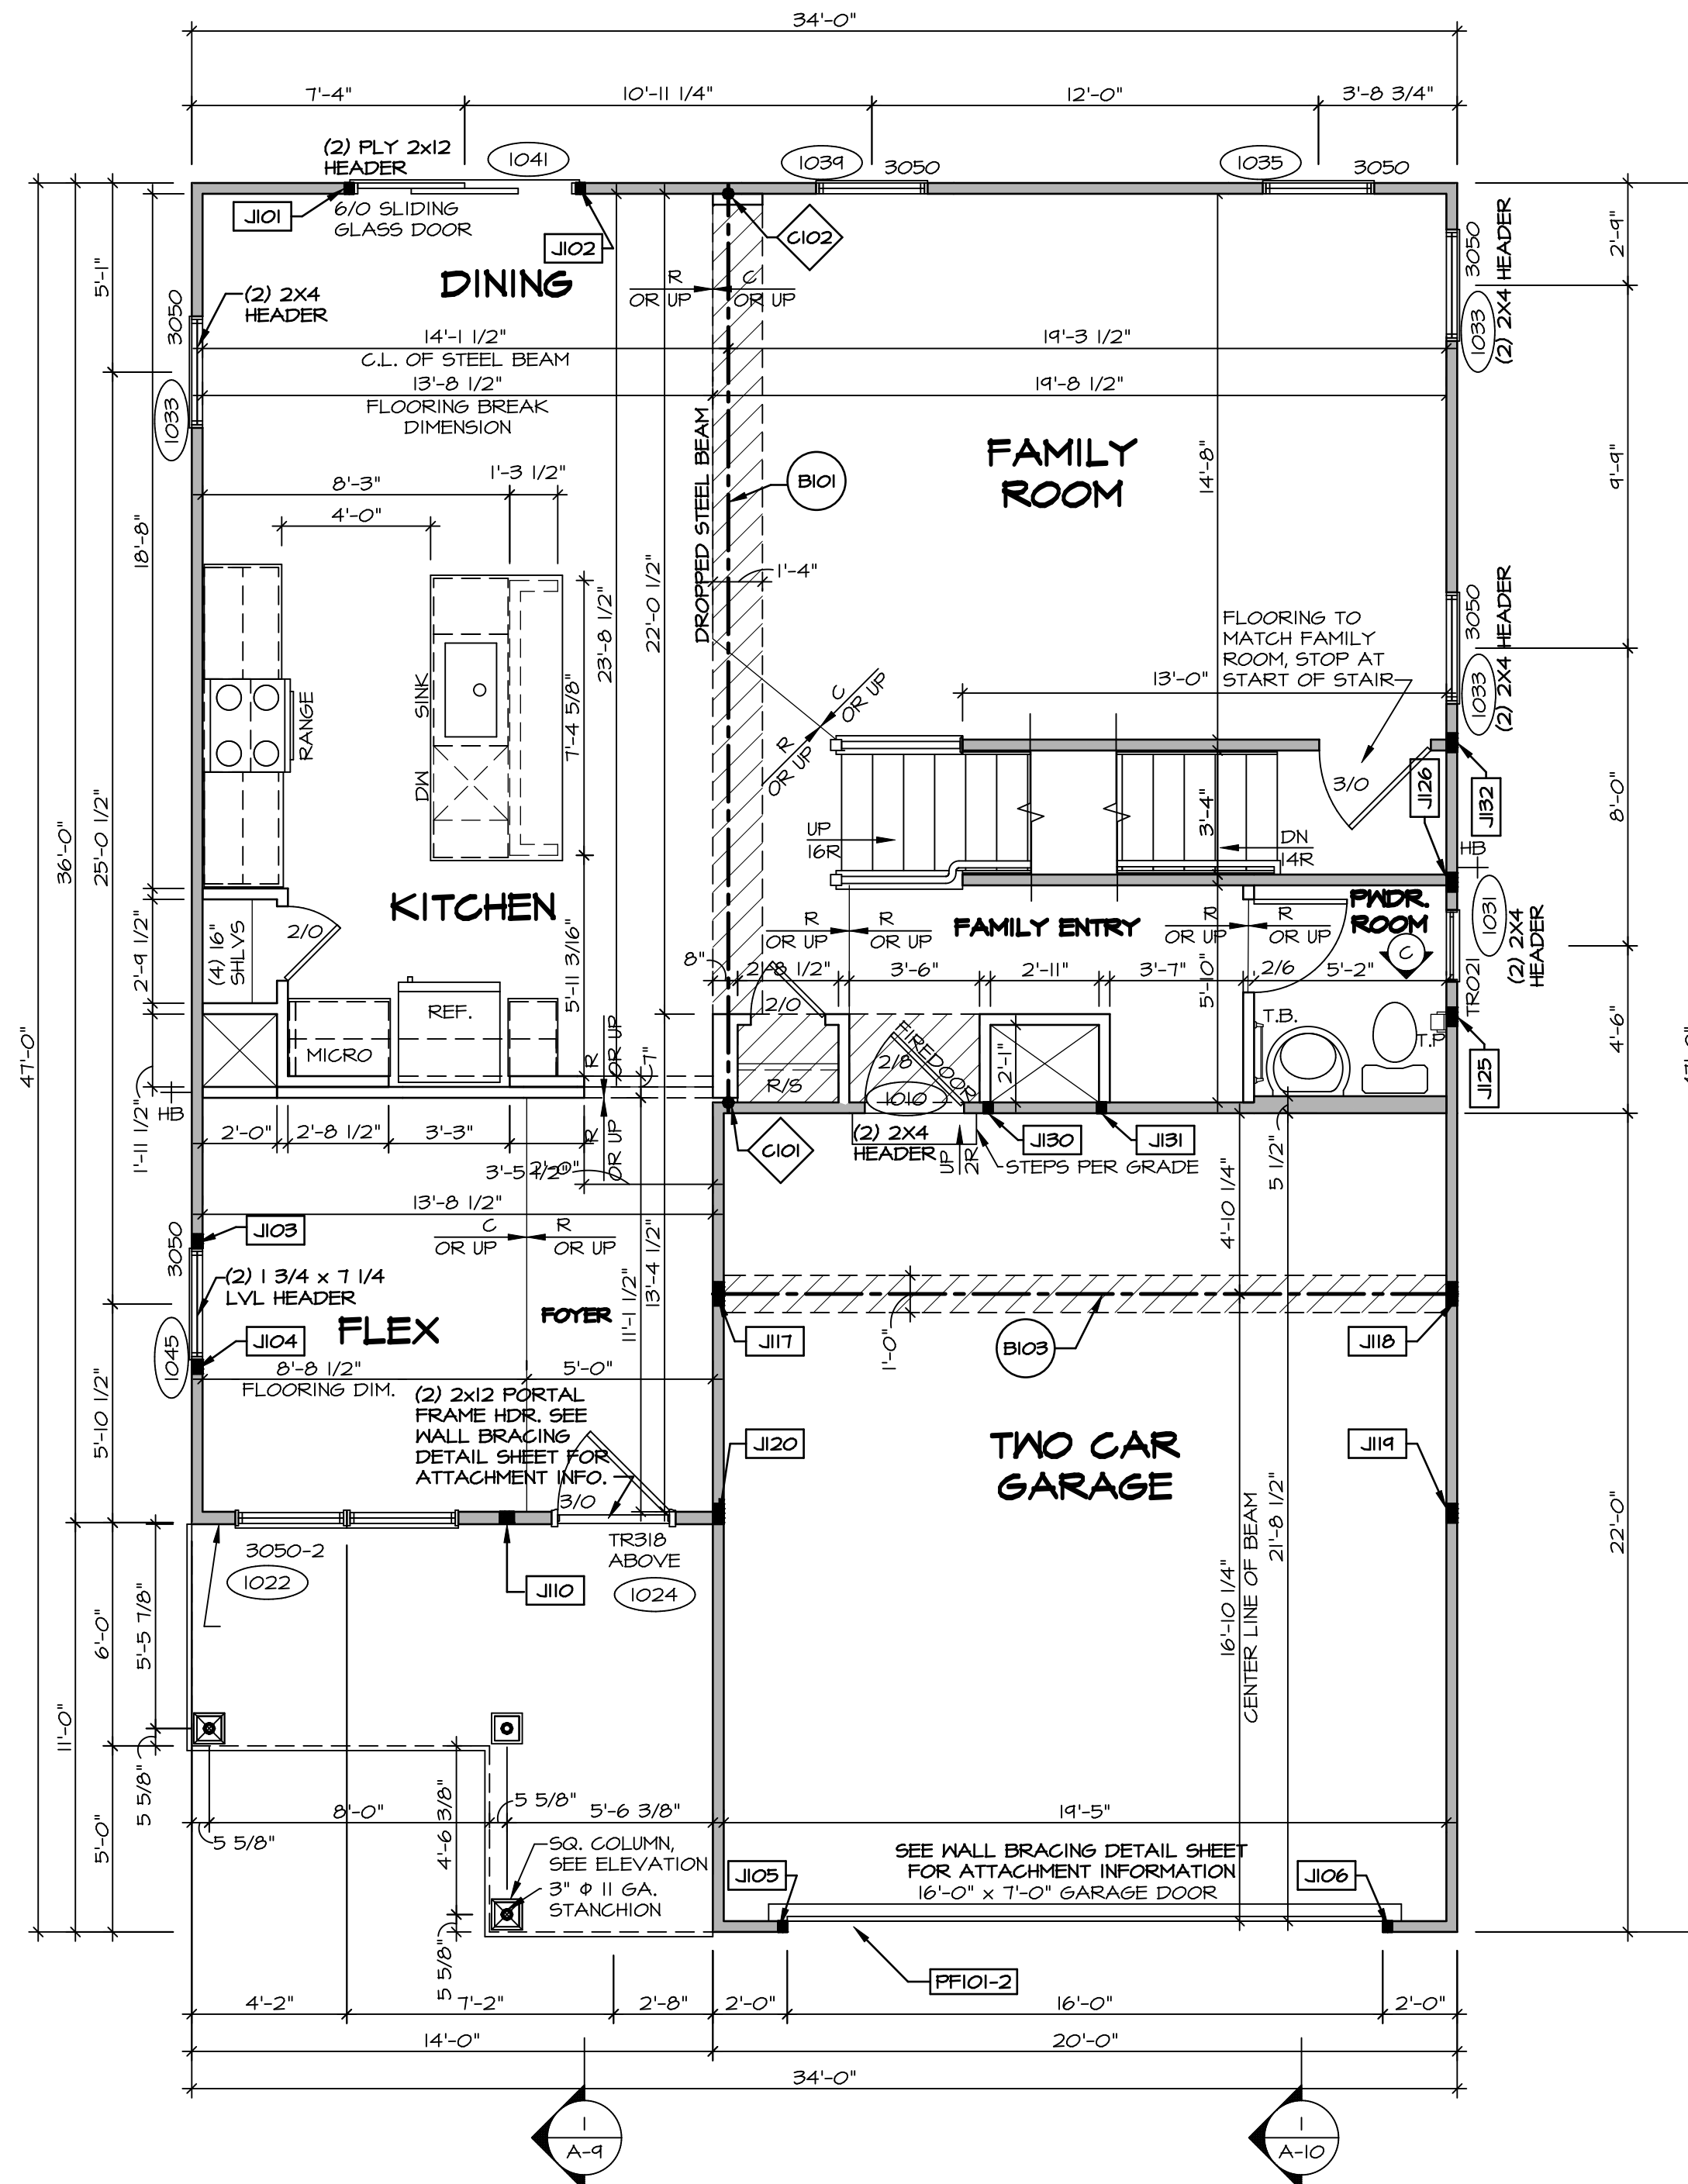 34'-0"
7'-4"
10'-11 1/4"
12'-0"
3'-8 3/4"
(2) PLY 2x12
HEADER
1041
1039
3050
1035
3050
J101
6/0 SLIDING
GLASS DOOR
J102
C102
DINING
R
OR UP
C
OR UP
5'-1"
3050
(2) 2X4
HEADER
3050
1033
(2) 2X4 HEADER
2'-9"
14'-1 1/2"
C.L. OF STEEL BEAM
19'-3 1/2"
13'-8 1/2"
FLOORING BREAK
DIMENSION
19'-8 1/2"
1033
DROPPED STEEL BEAM
B101
FAMILY
ROOM
14'-8"
9'-9"
8'-3"
1'-3 1/2"
4'-0"
18'-8"
23'-8 1/2"
22'-0 1/2"
1'-4"
RANGE
SINK
DW
7'-4 5/8"
FLOORING TO
MATCH FAMILY
ROOM, STOP AT
START OF STAIR
13'-0"
3050
1033
(2) 2X4 HEADER
C
OR UP
R
OR UP
36'-0"
25'-0 1/2"
47'-0"
UP
16R
3'-4"
DN
14R
3/0
J126
J132
HB
8'-0"
KITCHEN
2/0
(4) 16"
SHLVS
2'-9 1/2"
5'-11 3/16"
R
OR UP
R
OR UP
FAMILY ENTRY
R
OR UP
R
OR UP
PWDR.
ROOM
C
1031
(2) 2X4
HEADER
TR021
8"
2'-8 1/2"
3'-6"
2'-11"
3'-7"
5'-10"
2/6
5'-2"
REF.
MICRO
2/0
R/S
FIREDOOR
2/8
1010
2'-1"
T.B.
T.P
J125
4'-6"
R
OR UP
7"
1'-11 1/2"
HB
2'-0"
2'-8 1/2"
3'-3"
2'-0"
R
OR UP
3'-5 1/2"
C101
(2) 2X4
HEADER
UP
2R
J130
J131
STEPS PER GRADE
5 1/2"
4'-10 1/4"
13'-8 1/2"
J103
C
OR UP
R
OR UP
3050
(2) 1 3/4 x 7 1/4
LVL HEADER
FLEX
FOYER
11'-1 1/2"
13'-4 1/2"
J104
1045
8'-8 1/2"
FLOORING DIM.
5'-0"
J117
1'-0"
B103
J118
5'-10 1/2"
(2) 2x12 PORTAL
FRAME HDR. SEE
WALL BRACING
DETAIL SHEET FOR
ATTACHMENT INFO.
J120
TWO CAR
GARAGE
J119
3/0
22'-0"
CENTER LINE OF BEAM
16'-10 1/4"
21'-8 1/2"
3050-2
1022
J110
TR318
ABOVE
1024
5'-5 7/8"
6'-0"
11'-0"
5 5/8"
5'-0"
8'-0"
5 5/8"
5 5/8"
5'-6 3/8"
19'-5"
4'-6 3/8"
SQ. COLUMN,
SEE ELEVATION
3" Φ 11 GA.
STANCHION
5 5/8"
SEE WALL BRACING DETAIL SHEET
FOR ATTACHMENT INFORMATION
16'-0" x 7'-0" GARAGE DOOR
J105
J106
PF101-2
4'-2"
7'-2"
2'-8"
2'-0"
16'-0"
2'-0"
14'-0"
20'-0"
34'-0"
1
A-9
1
A-10